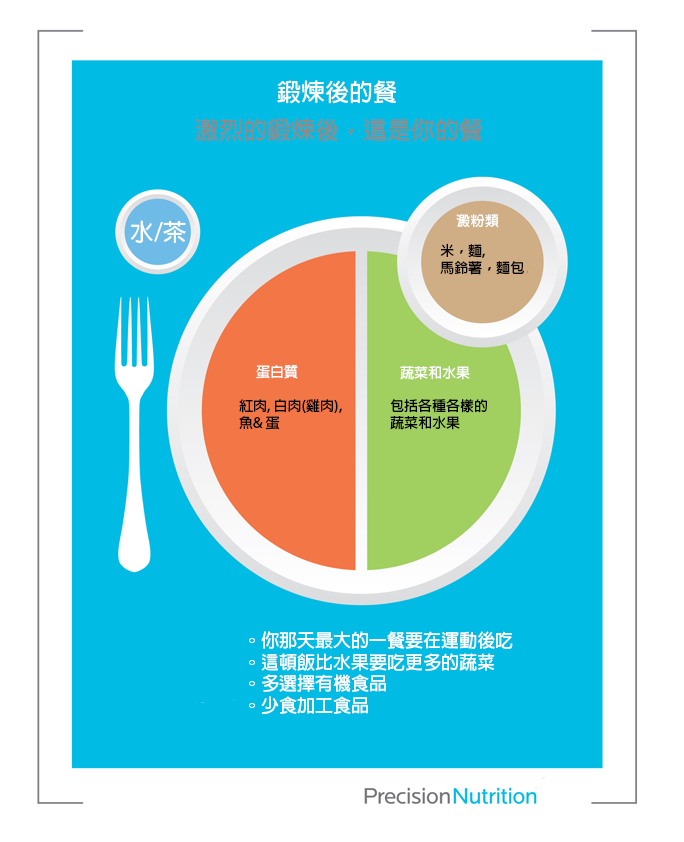 鍛煉後的餐
激烈的鍛煉後，這是你的餐
水/茶
澱粉類
米，麵,
馬鈴薯，麵包
蛋白質
紅肉, 白肉(雞肉),
魚& 蛋
蔬菜和水果
包括各種各樣的
蔬菜和水果
。你那天最大的一餐要在運動後吃
。這頓飯比水果要吃更多的蔬菜
。多選擇有機食品
。少食加工食品
Precision Nutrition